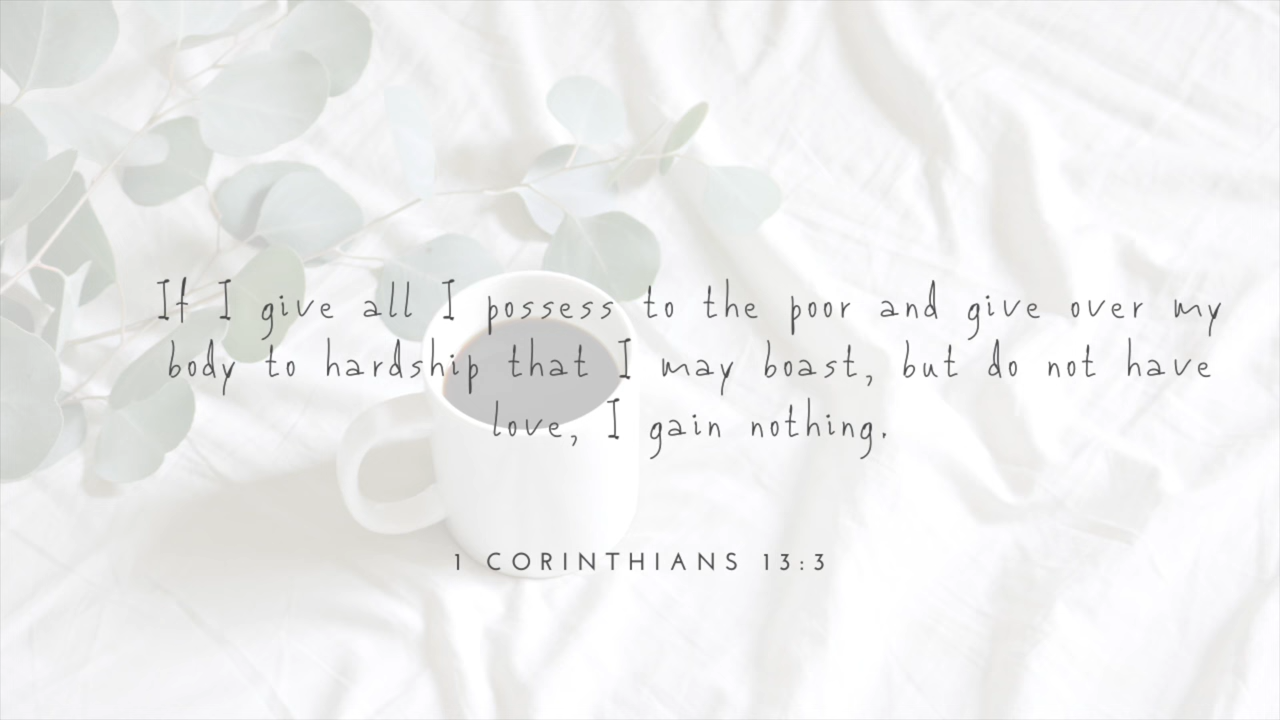 If I give all I possess to the poor and give over my
body to hardship that I may boast, but do not have
love, I gain nothing.
1 CORINTHIANS 13:3